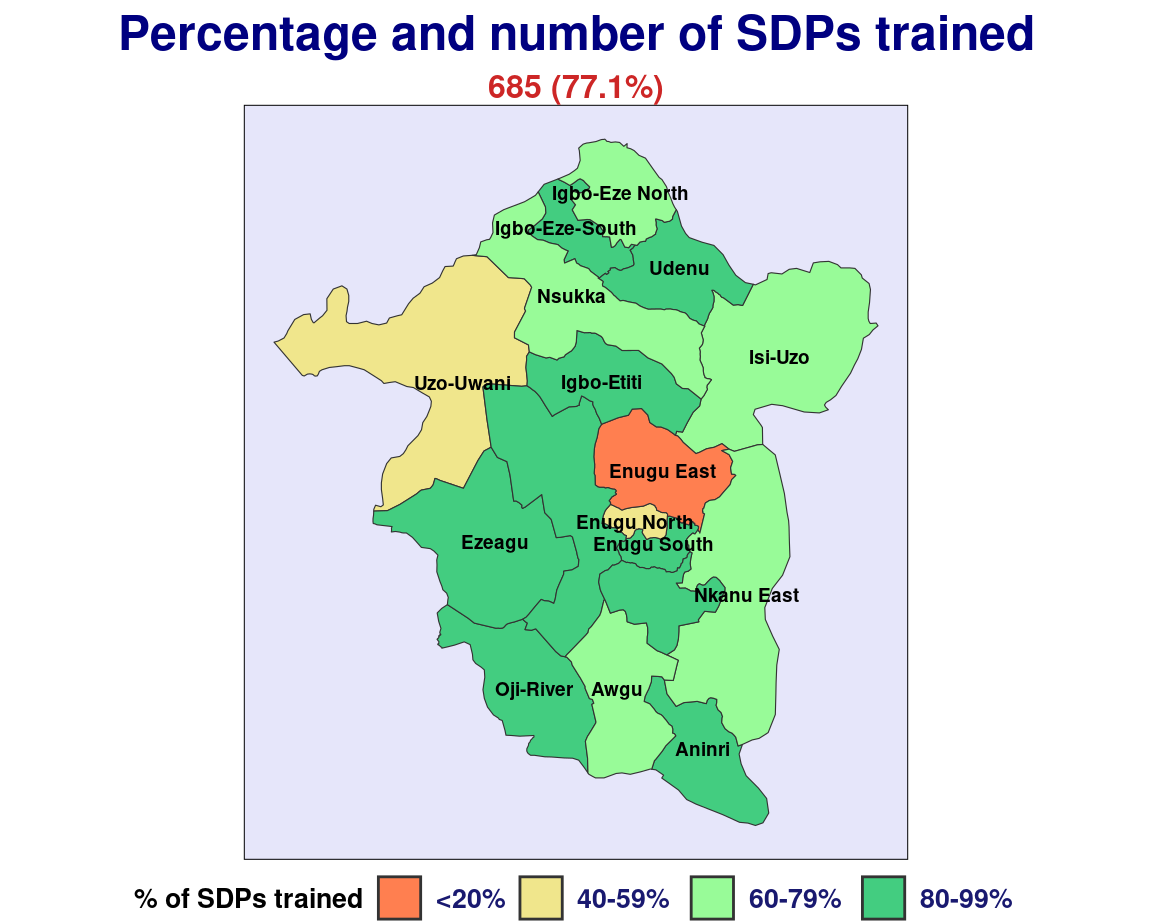 Percentage and number of SDPs trained
685 (77.1%)
Igbo-Eze North
Igbo-Eze-South
Udenu
Nsukka
Isi-Uzo
Uzo-Uwani
Igbo-Etiti
Enugu East
Enugu North
Ezeagu
Enugu South
Nkanu East
Oji-River
Awgu
Aninri
% of SDPs trained <20% 40-59% 60-79% 80-99%